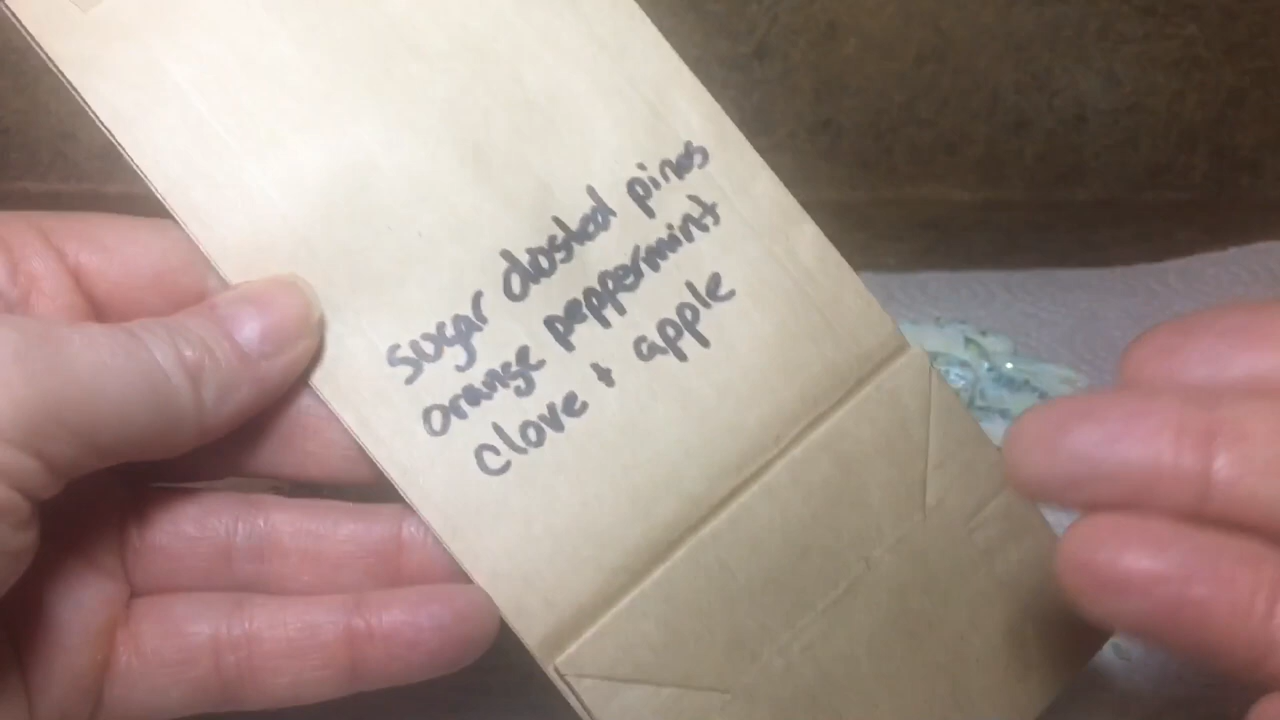 sugar dusted pines
orange peppermint
clove + apple